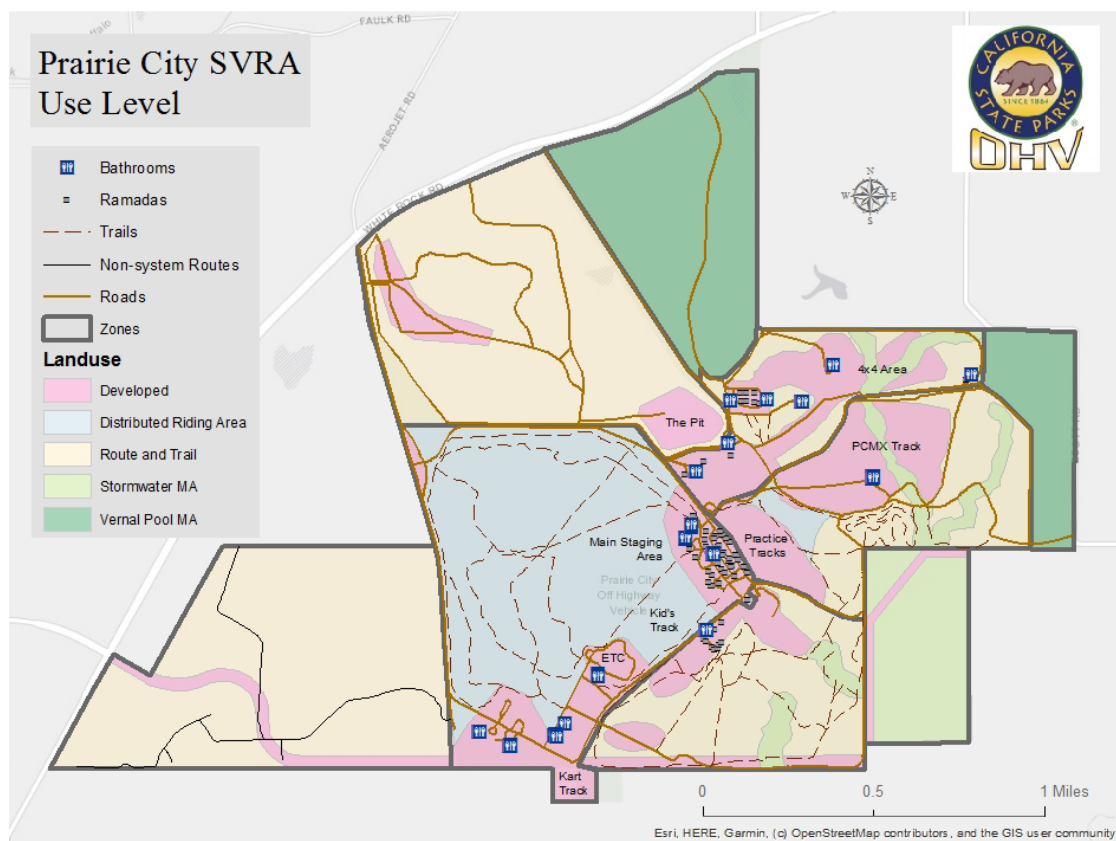 Prairie City SVRA
Use Level
Bathrooms
Ramadas
Trails
Non-system Routes
Roads
Zones
Landuse
Developed
Distributed Riding Area
Route and Trail
Stormwater MA
Vernal Pool MA
FAULK RD
AEROJET RD
WHITE ROCK RD
CALIFORNIA
STATE PARKS
SINCE 1864
OHV
®
N
W E
S
4x4 Area
The Pit
PCMX Track
Main Staging
Area
Practice
Tracks
Prairie City
Off Highway
Vehicle
Kid's
Track
ETC
Kart
Track
0 0.5 1 Miles
Esri, HERE, Garmin, (c) OpenStreetMap contributors, and the GIS user community